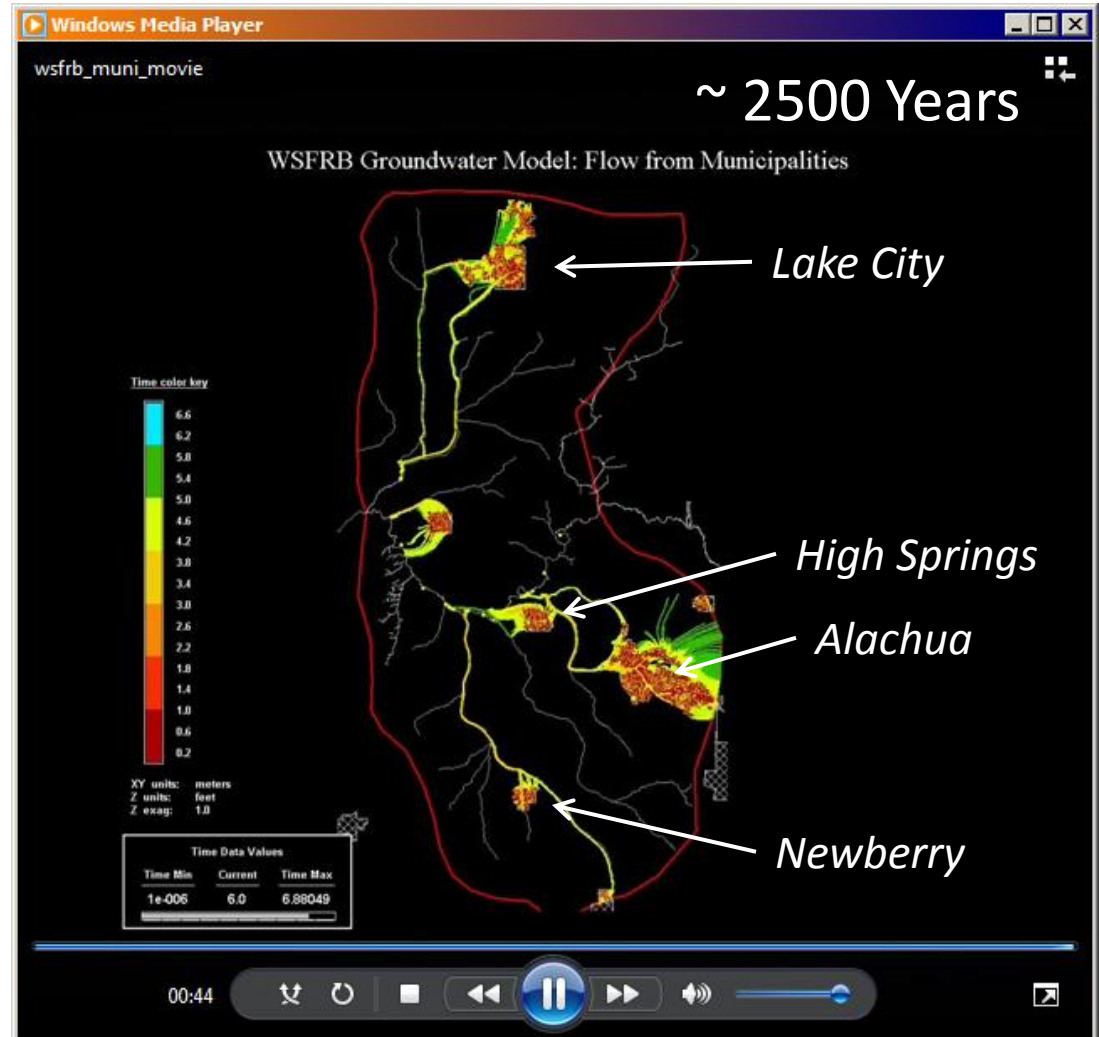 Windows Media Player
wsfrb_muni_movie
~ 2500 Years
WSFRB Groundwater Model: Flow from Municipalities
Lake City
High Springs
Alachua
Newberry
Time color key
6.6
6.2
5.8
5.4
5.0
4.6
4.2
3.8
3.4
3.0
2.6
2.2
1.8
1.4
1.0
0.6
0.2
XY units: meters
Z units: feet
Z exag: 1.0
Time Data Values
Time Min Current Time Max
1e-006 6.0 6.88049
00:44